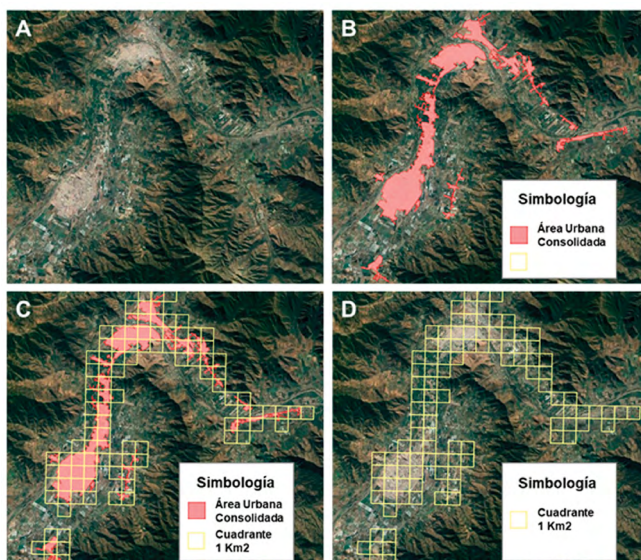 A
B
Simbología
Área Urbana
Consolidada
C
Simbología
Área Urbana
Consolidada
Cuadrante
1 Km2
D
Simbología
Cuadrante
1 Km2